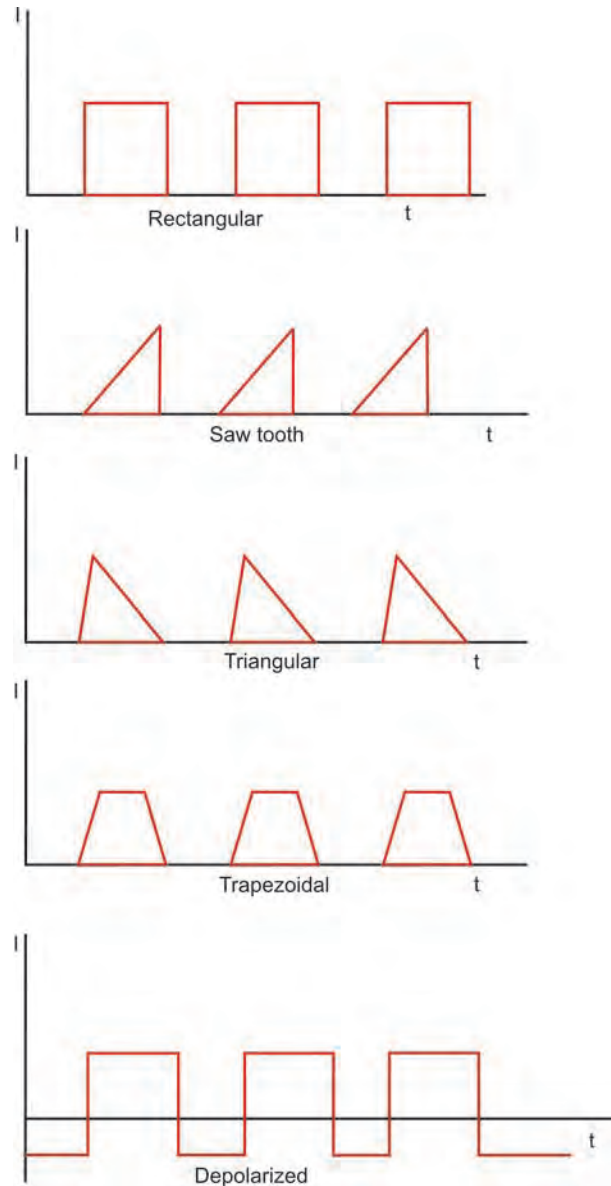 I
Rectangular t
I
Saw tooth t
I
Triangular t
I
Trapezoidal t
I
t
Depolarized